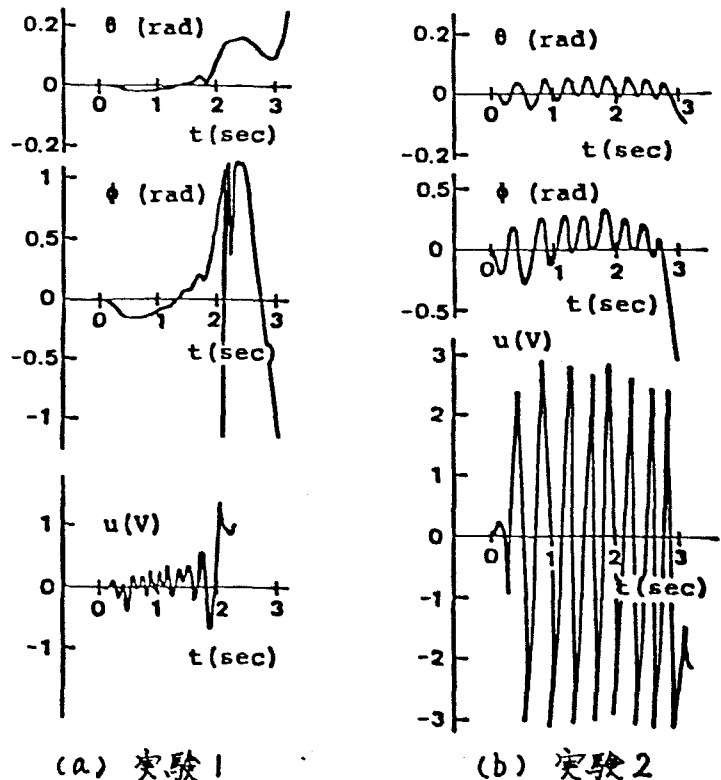 θ (rad)
0.2
0
0.2
0 1 2 3
t(sec)
φ (rad)
1
0.5
0
-0.5
-1
0 1 2 3
t(sec)
u(V)
1
0
-1
0 1 2 3
t(sec)
(a) 実験1
θ (rad)
0.2
0
-0.2
0 1 2 3
t(sec)
φ (rad)
0.5
0
-0.5
0 1 2 3
t(sec)
u(V)
3
2
1
0
-1
-2
-3
0 1 2 3
t(sec)
(b) 実験2